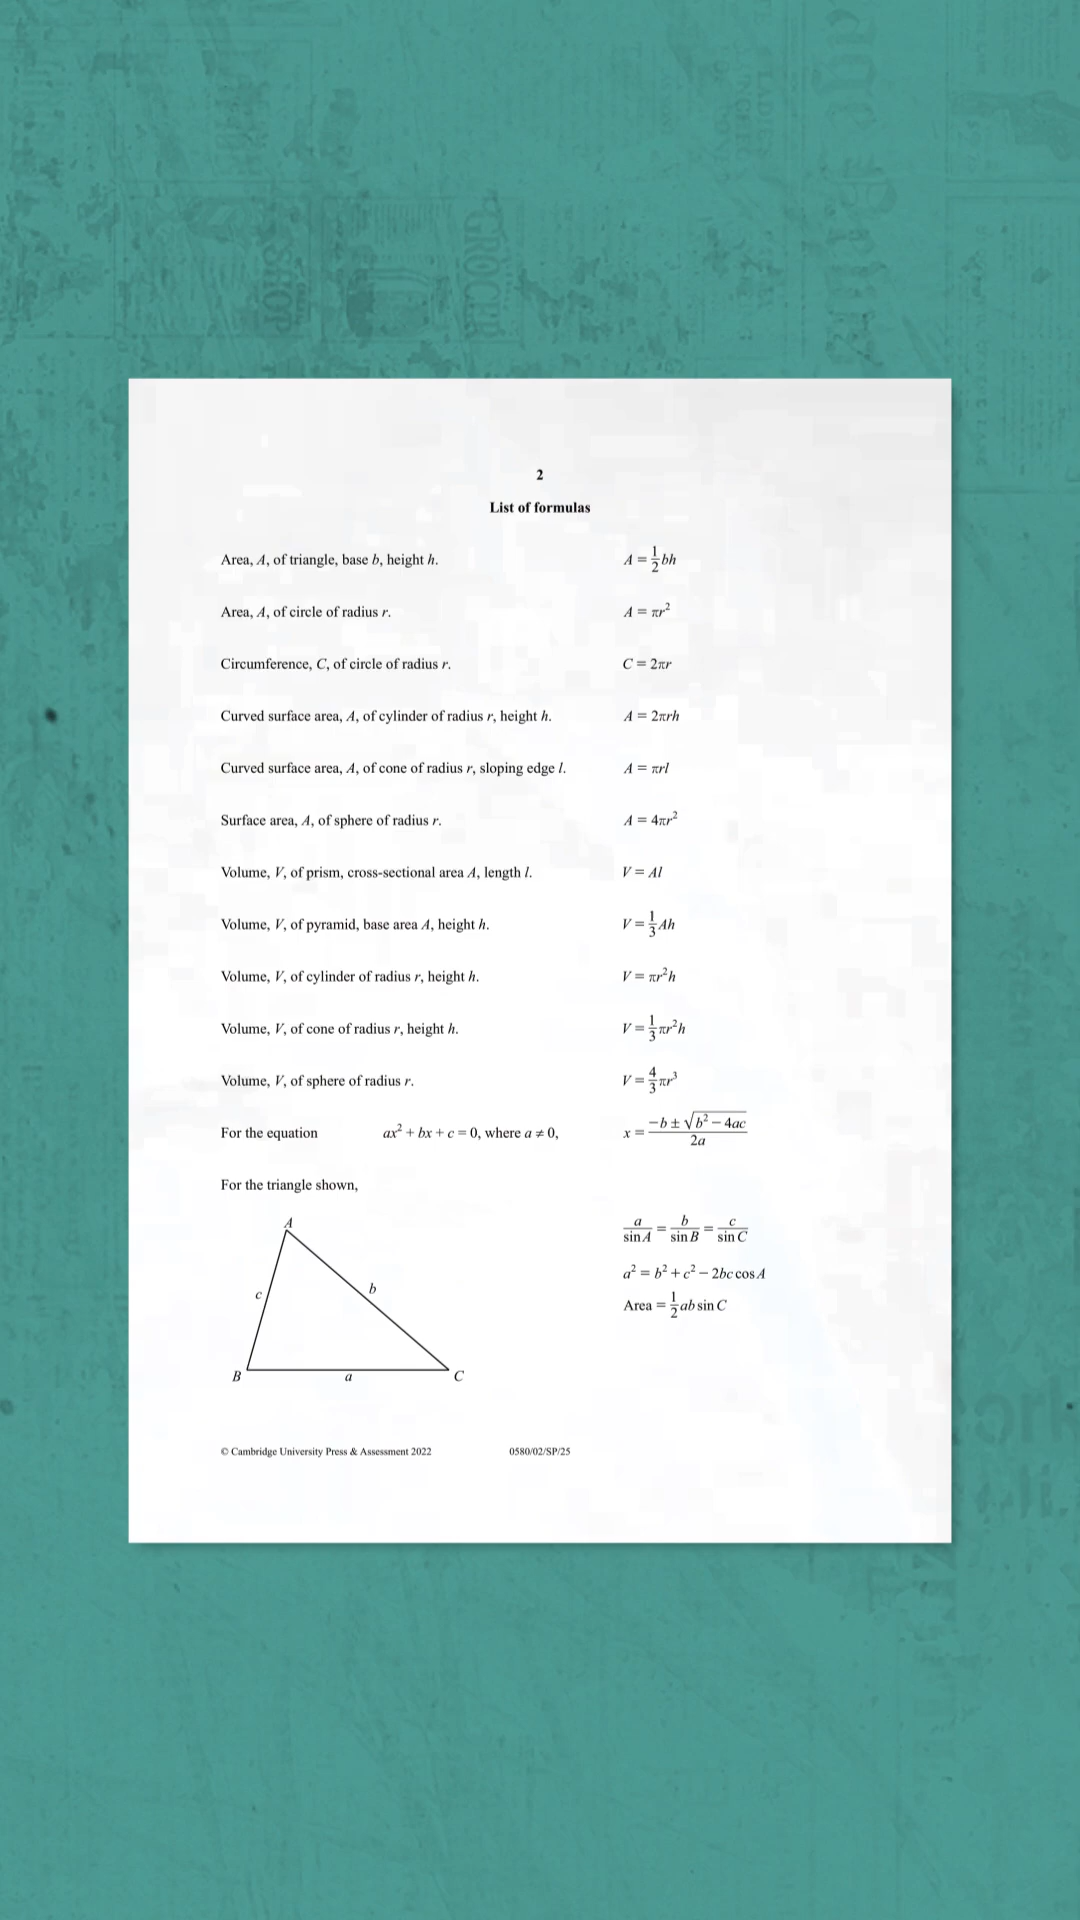 2
List of formulas
Area, A, of triangle, base b, height h. A = 1/2 bh
Area, A, of circle of radius r. A = πr²
Circumference, C, of circle of radius r. C = 2πr
Curved surface area, A, of cylinder of radius r, height h. A = 2πrh
Curved surface area, A, of cone of radius r, sloping edge l. A = πrl
Surface area, A, of sphere of radius r. A = 4πr²
Volume, V, of prism, cross-sectional area A, length l. V = Al
Volume, V, of pyramid, base area A, height h. V = 1/3 Ah
Volume, V, of cylinder of radius r, height h. V = πr²h
Volume, V, of cone of radius r, height h. V = 1/3 πr²h
Volume, V, of sphere of radius r. V = 4/3 πr³
For the equation ax² + bx + c = 0, where a ≠ 0, x = (−b ± √(b² − 4ac))/2a
For the triangle shown,
A
c
b
B
a
C
a/sin A = b/sin B = c/sin C
a² = b² + c² − 2bc cos A
Area = 1/2 ab sin C
© Cambridge University Press & Assessment 2022 0580/02/SP/25